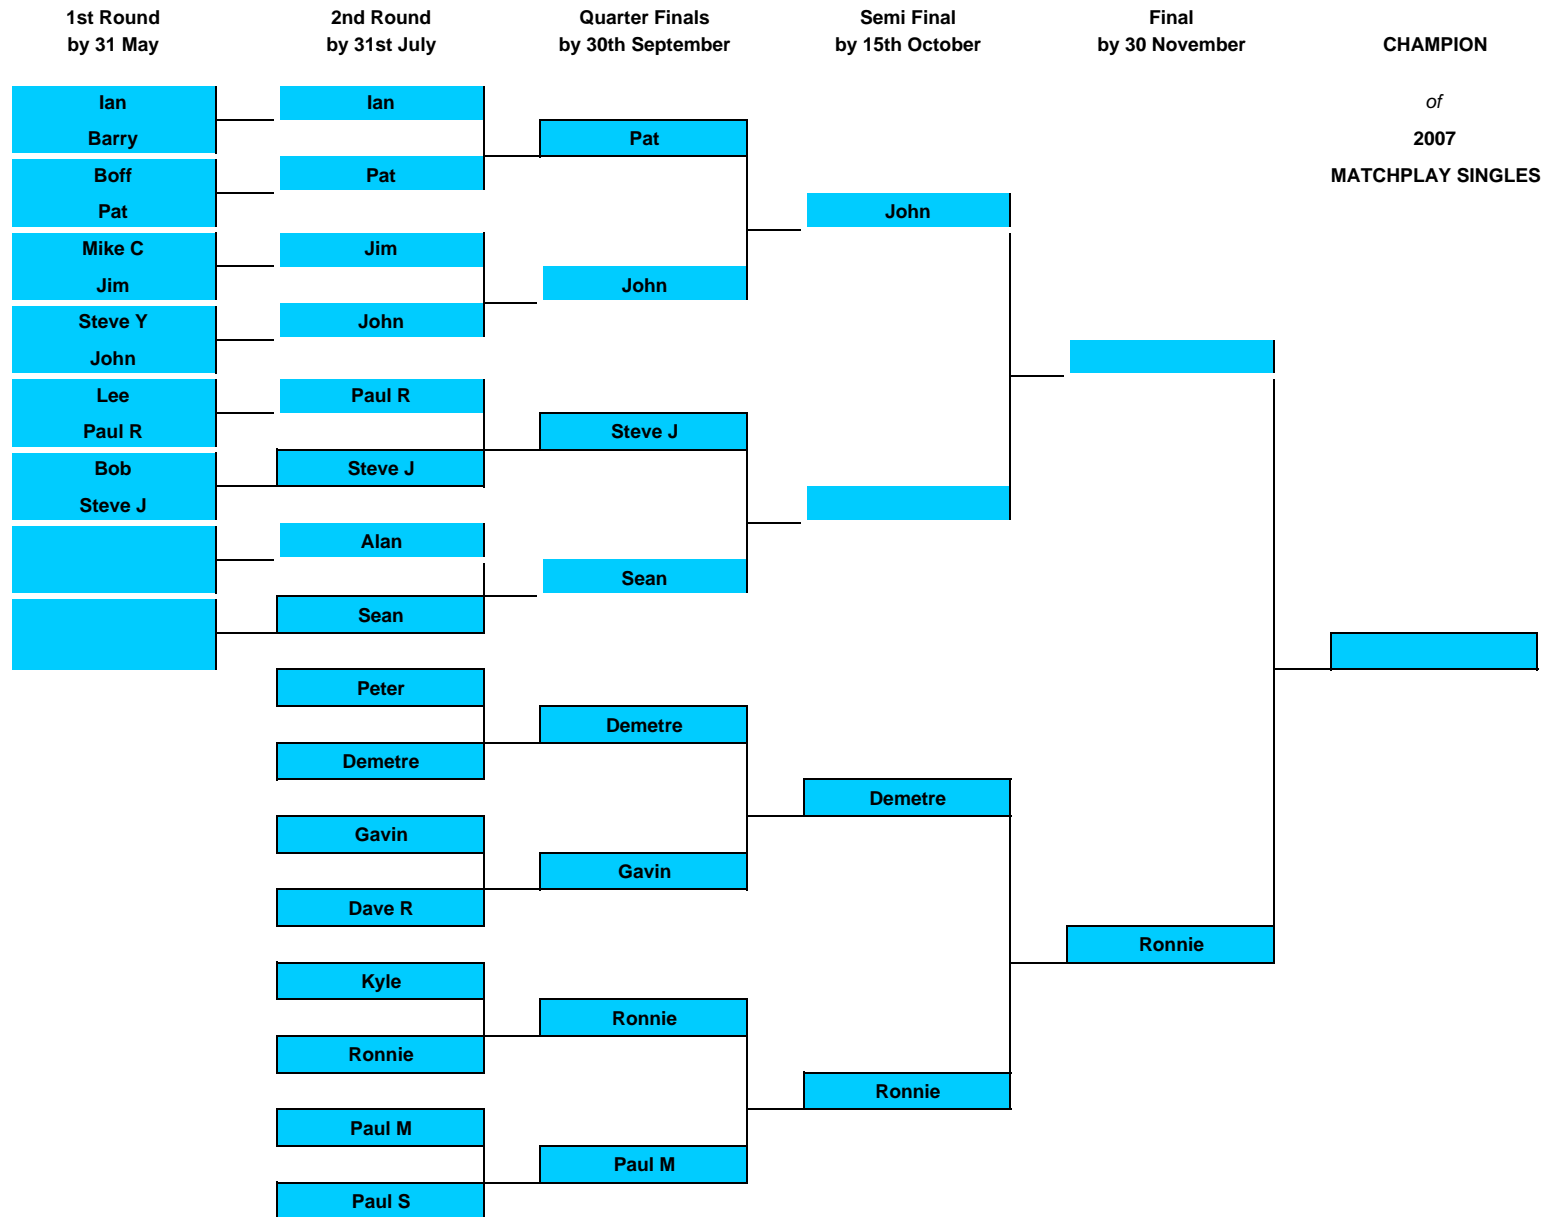 1st Round
by 31 May
2nd Round
by 31st July
Quarter Finals
by 30th September
Semi Final
by 15th October
Final
by 30 November
CHAMPION
of
2007
MATCHPLAY SINGLES
Ian
Barry
Boff
Pat
Mike C
Jim
Steve Y
John
Lee
Paul R
Bob
Steve J
Ian
Pat
Jim
John
Paul R
Steve J
Alan
Sean
Peter
Demetre
Gavin
Dave R
Kyle
Ronnie
Paul M
Paul S
Pat
John
Steve J
Sean
Demetre
Gavin
Ronnie
Paul M
John
Demetre
Ronnie
Ronnie